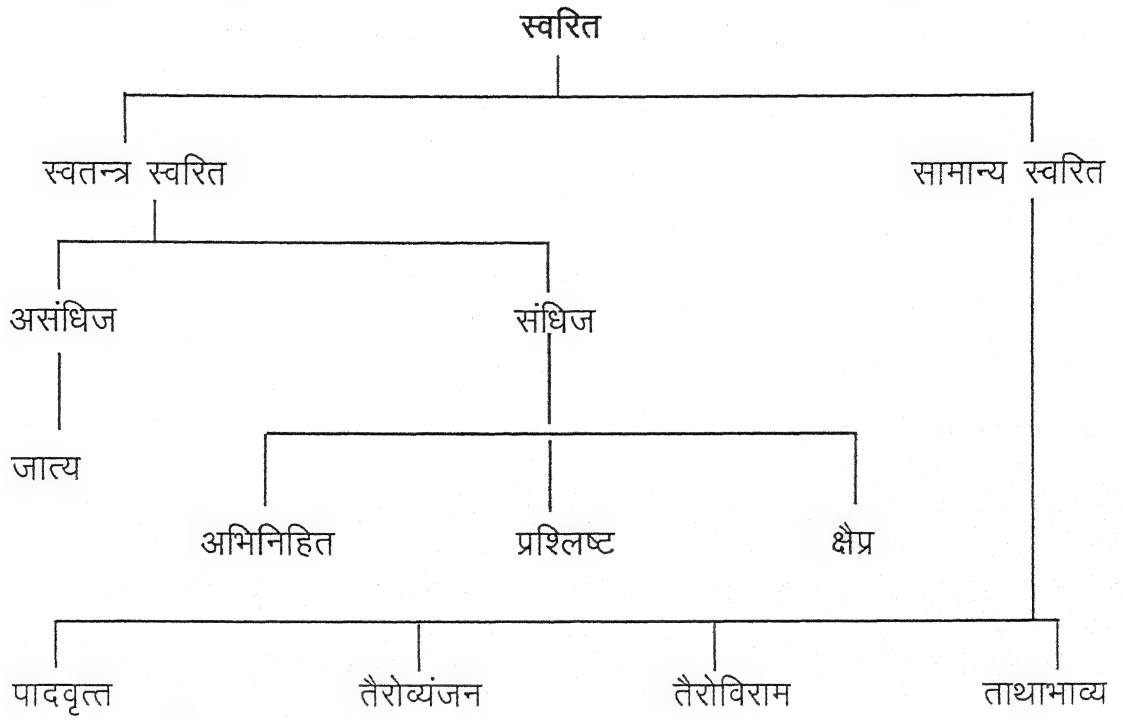 स्वरित
स्वतन्त्र स्वरित सामान्य स्वरित
असंधिज संधिज
जात्य
अभिनिहित प्रश्लिष्ट क्षैप्र
पादवृत्त तैरोव्यंजन तैरोविराम ताथाभाव्य